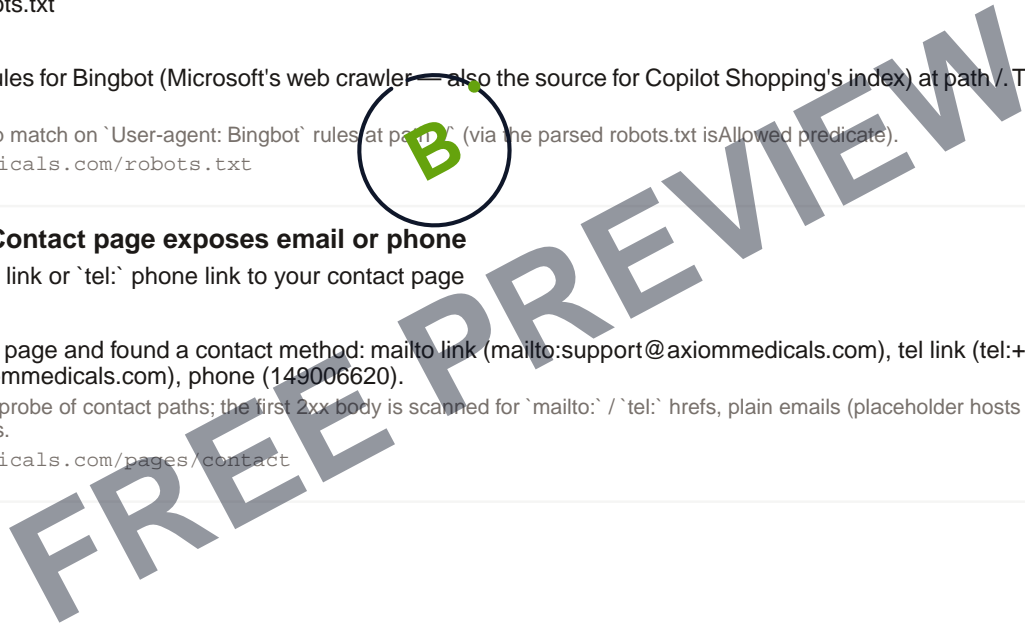 ots.txt
ules for Bingbot (Microsoft's web crawler — also the source for Copilot Shopping's index) at path /. T
o match on `User-agent: Bingbot` rules at path `/` (via the parsed robots.txt isAllowed predicate).
icals.com/robots.txt
B
Contact page exposes email or phone
link or `tel:` phone link to your contact page
page and found a contact method: mailto link (mailto:support@axiommedicals.com), tel link (tel:+
ommedicals.com), phone (149006620).
probe of contact paths; the first 2xx body is scanned for `mailto:` / `tel:` hrefs, plain emails (placeholder hosts
s.
icals.com/pages/contact
FREE PREVIEW